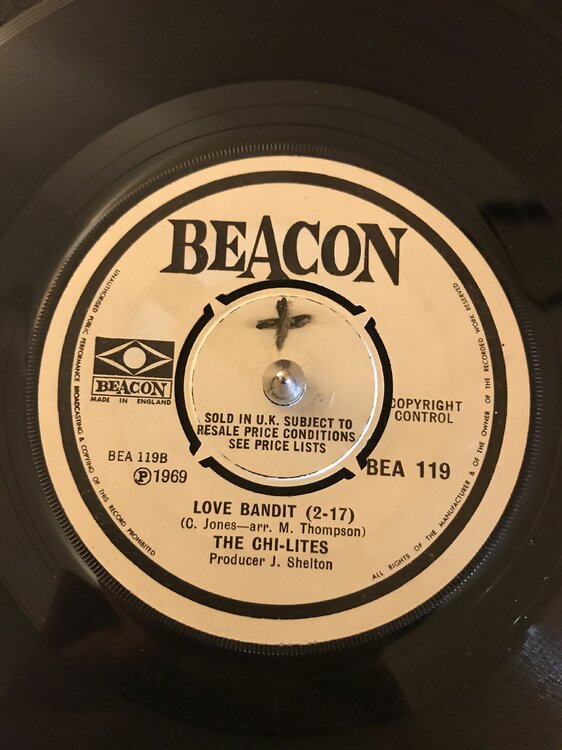 BEACON
UNAUTHORISED PUBLIC PERFORMANCE BROADCASTING & COPYING OF THIS RECORD PROHIBITED
ALL RIGHTS OF THE MANUFACTURER & OF THE OWNER OF THE RECORDED WORK RESERVED
BEACON
MADE IN ENGLAND
SOLD IN U.K. SUBJECT TO
RESALE PRICE CONDITIONS
SEE PRICE LISTS
COPYRIGHT
CONTROL
BEA 119B
Ⓟ1969
BEA 119
LOVE BANDIT (2-17)
(C. Jones—arr. M. Thompson)
THE CHI-LITES
Producer J. Shelton